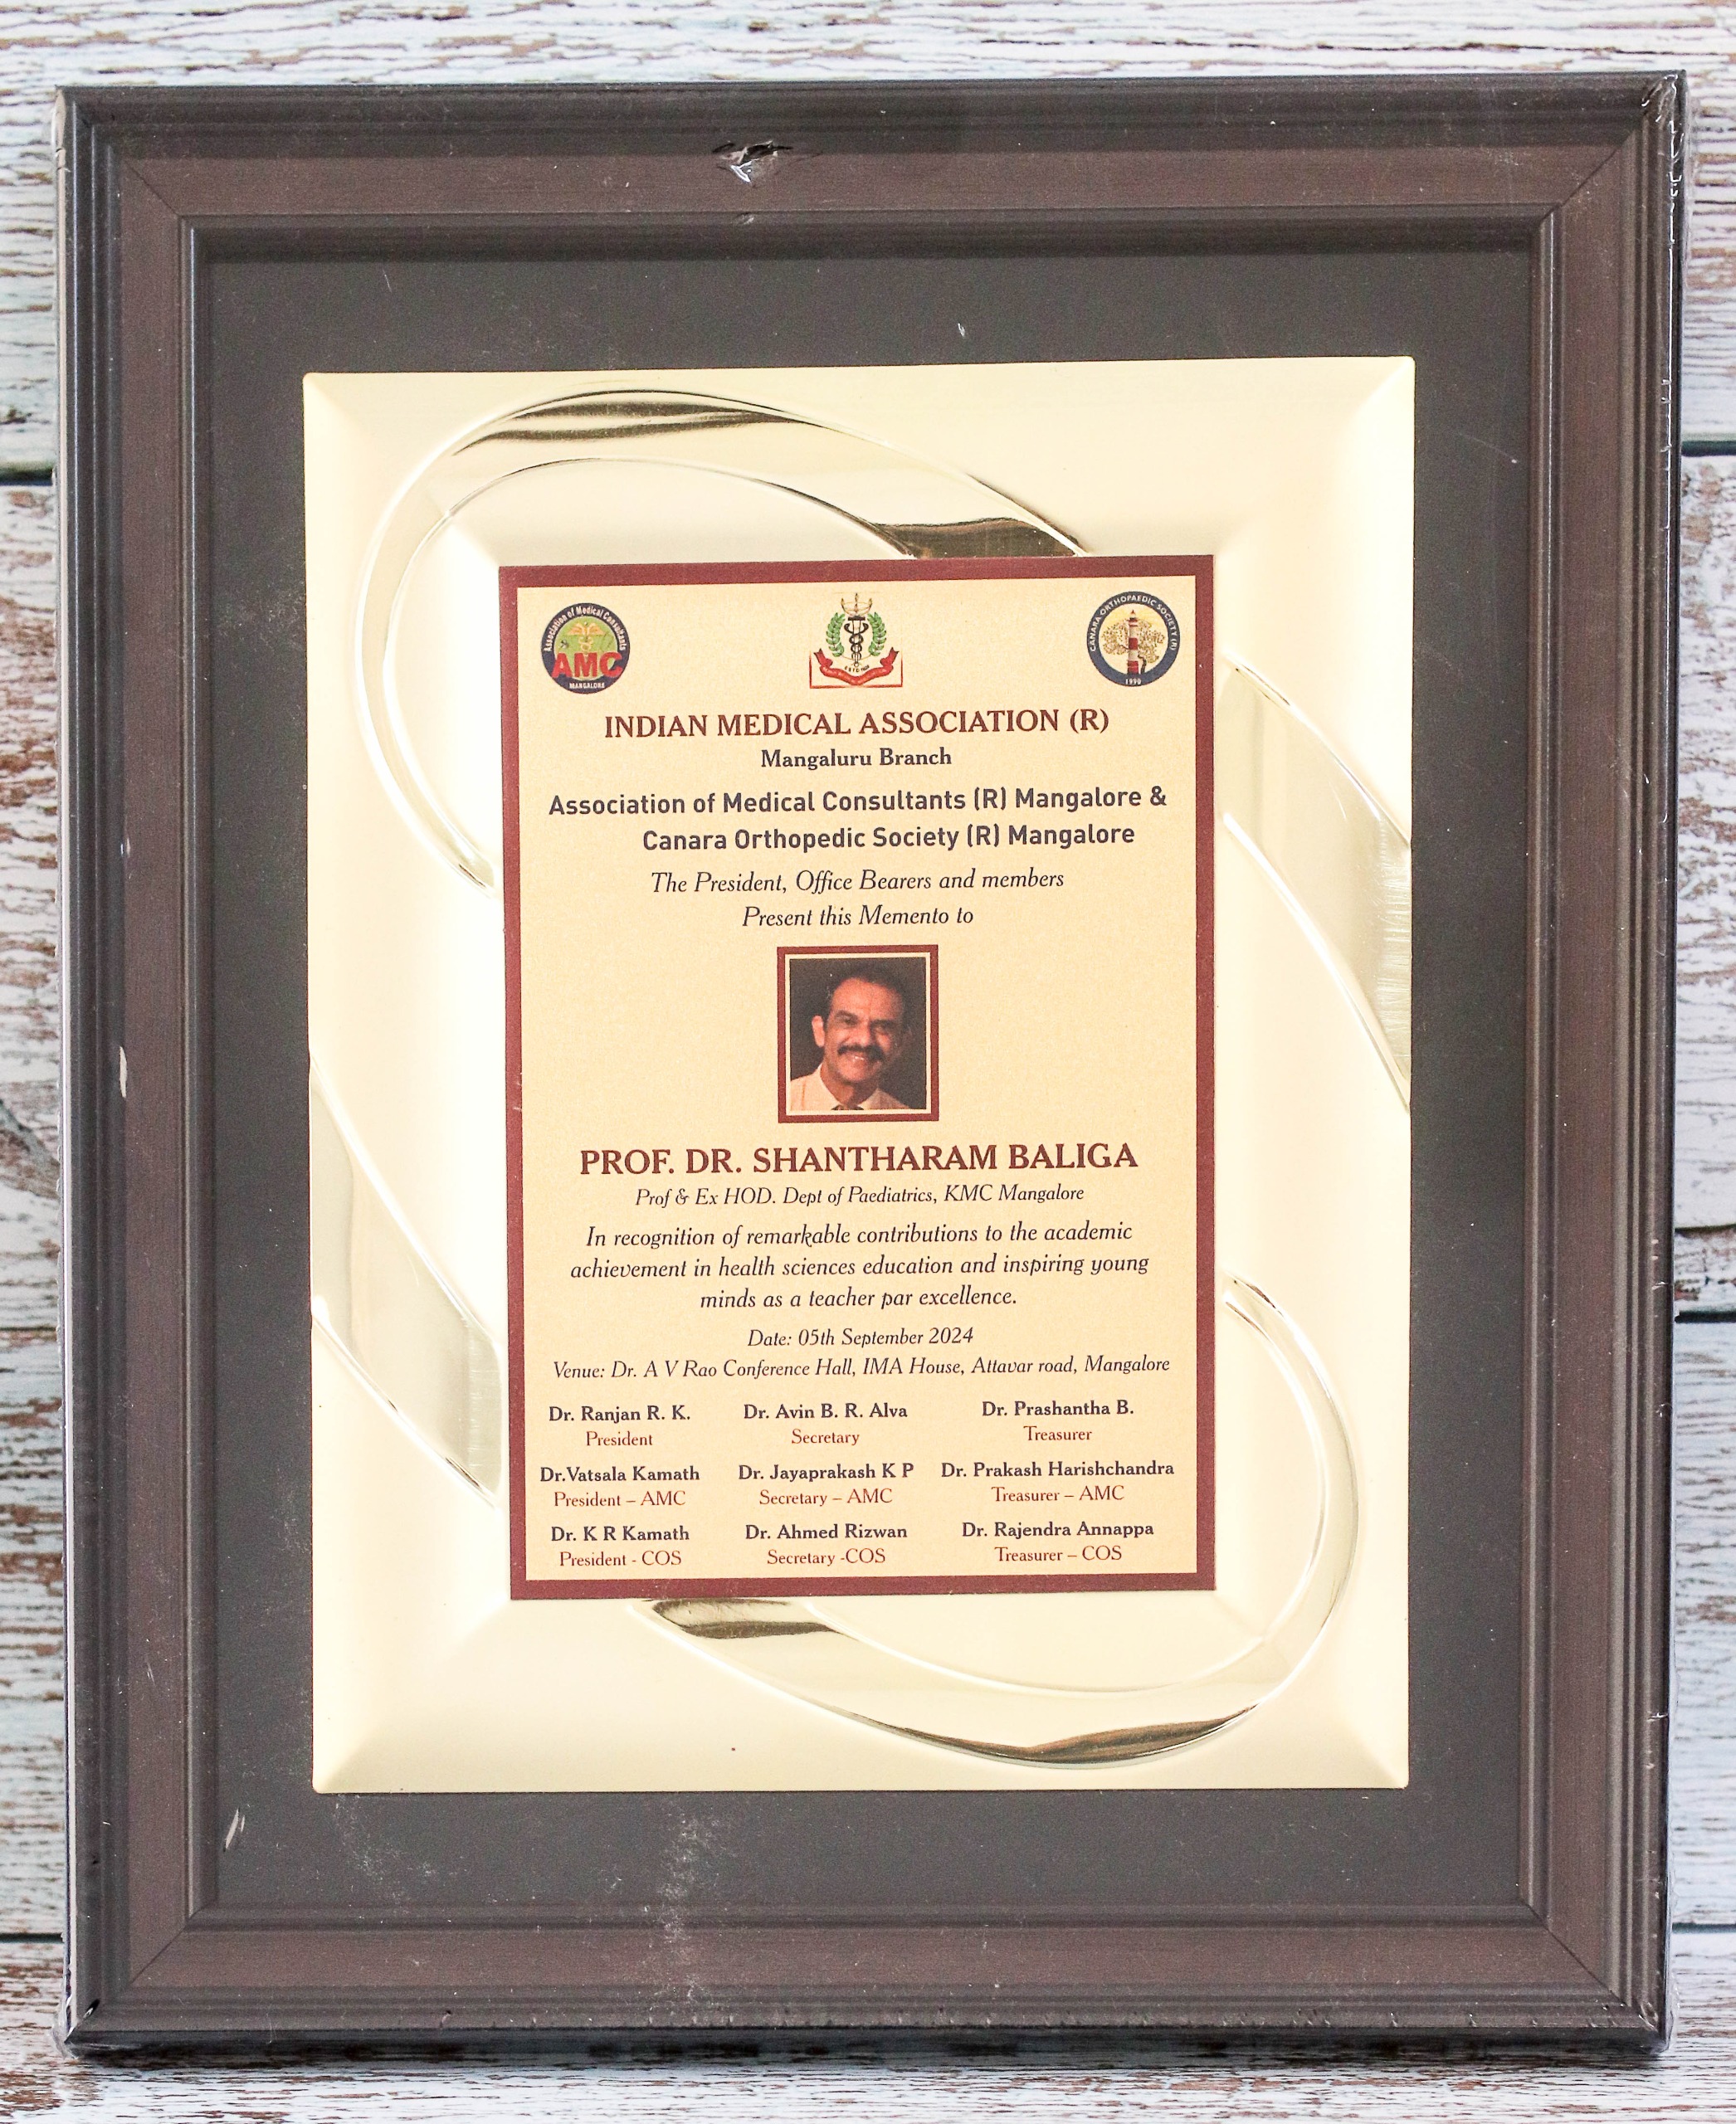 Association of Medical Consultants
AMC
MANGALORE
CANARA ORTHOPAEDIC SOCIETY (R)
1990
INDIAN MEDICAL ASSOCIATION (R)
Mangaluru Branch
Association of Medical Consultants (R) Mangalore &
Canara Orthopedic Society (R) Mangalore
The President, Office Bearers and members
Present this Memento to
PROF. DR. SHANTHARAM BALIGA
Prof & Ex HOD. Dept of Paediatrics, KMC Mangalore
In recognition of remarkable contributions to the academic
achievement in health sciences education and inspiring young
minds as a teacher par excellence.
Date: 05th September 2024
Venue: Dr. A V Rao Conference Hall, IMA House, Attavar road, Mangalore
Dr. Ranjan R. K. Dr. Avin B. R. Alva Dr. Prashantha B.
President Secretary Treasurer
Dr.Vatsala Kamath Dr. Jayaprakash K P Dr. Prakash Harishchandra
President – AMC Secretary – AMC Treasurer – AMC
Dr. K R Kamath Dr. Ahmed Rizwan Dr. Rajendra Annappa
President - COS Secretary -COS Treasurer – COS